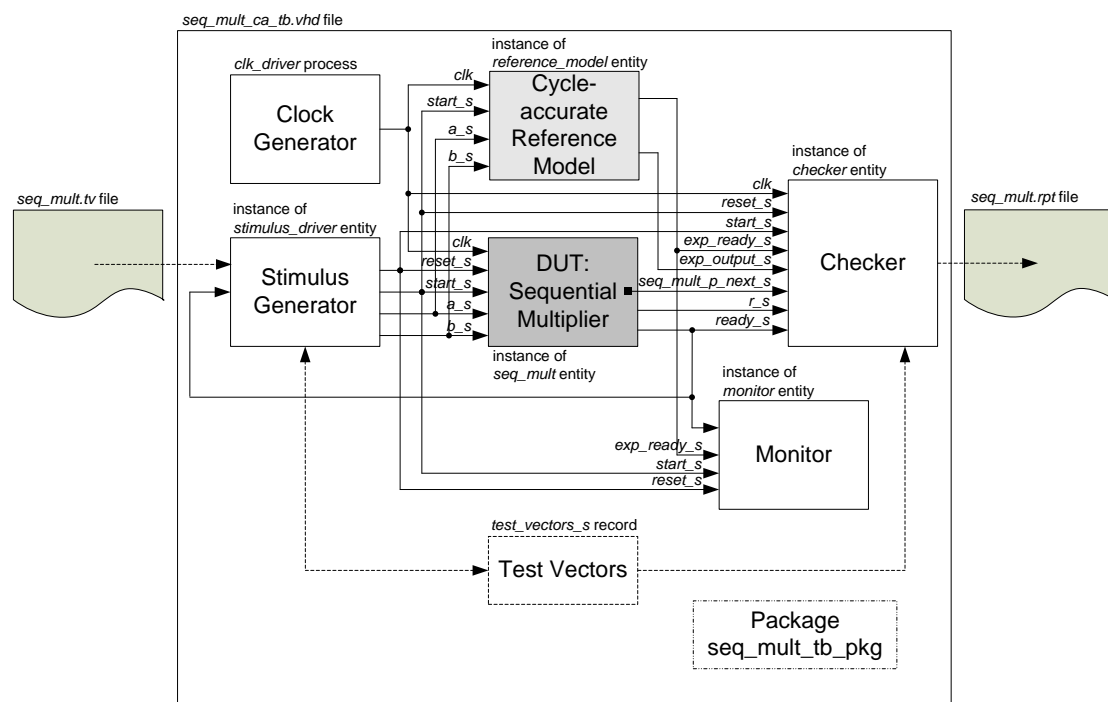 seq_mult_ca_tb.vhd file
clk_driver process
Clock
Generator
instance of
reference_model entity
clk
start_s
a_s
b_s
Cycle-
accurate
Reference
Model
seq_mult.tv file
instance of
stimulus_driver entity
Stimulus
Generator
clk
reset_s
start_s
a_s
b_s
DUT:
Sequential
Multiplier
instance of
seq_mult entity
instance of
checker entity
clk
reset_s
start_s
exp_ready_s
exp_output_s
seq_mult_p_next_s
r_s
ready_s
Checker
seq_mult.rpt file
instance of
monitor entity
exp_ready_s
start_s
reset_s
Monitor
test_vectors_s record
Test Vectors
Package
seq_mult_tb_pkg